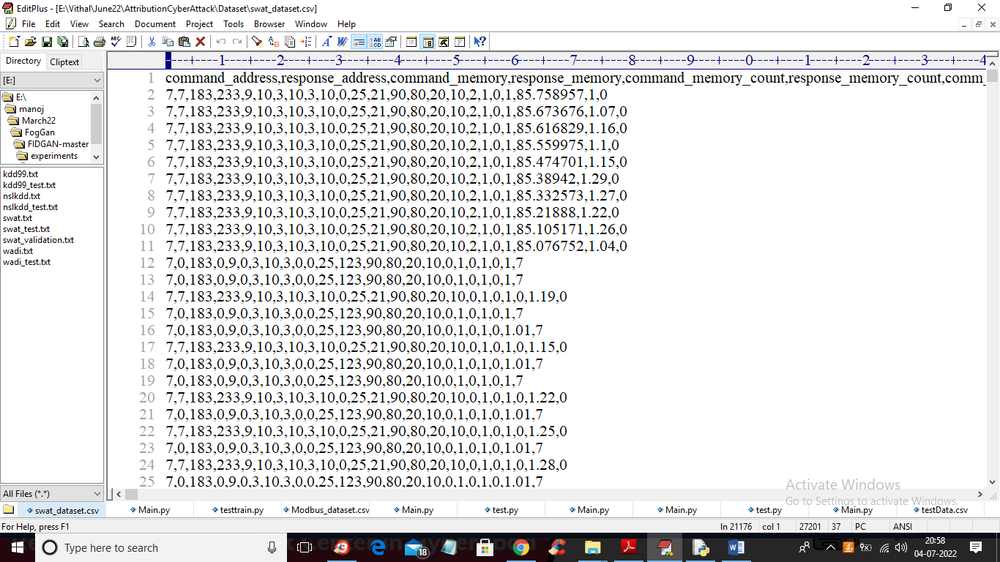 EditPlus - [E:\Vithal\June22\AttributionCyberAttack\Dataset\swat_dataset.csv]
File Edit View Search Document Project Tools Browser Window Help
Directory Cliptext
[E:]
E:\
manoj
March22
FogGan
FIDGAN-master
experiments
kdd99.txt
kdd99_test.txt
nslkdd.txt
nslkdd_test.txt
swat.txt
swat_test.txt
swat_validation.txt
wadi.txt
wadi_test.txt
All Files (*.*)
----+----1----+----2----+----3----+----4----+----5----+----6----+----7----+----8----+----9----+----0----+----1----+----2----+----3----+----4
1 command_address,response_address,command_memory,response_memory,command_memory_count,response_memory_count,comm_
2 7,7,183,233,9,10,3,10,3,10,0,25,21,90,80,20,10,2,1,0,1,85.758957,1,0
3 7,7,183,233,9,10,3,10,3,10,0,25,21,90,80,20,10,2,1,0,1,85.673676,1.07,0
4 7,7,183,233,9,10,3,10,3,10,0,25,21,90,80,20,10,2,1,0,1,85.616829,1.16,0
5 7,7,183,233,9,10,3,10,3,10,0,25,21,90,80,20,10,2,1,0,1,85.559975,1.1,0
6 7,7,183,233,9,10,3,10,3,10,0,25,21,90,80,20,10,2,1,0,1,85.474701,1.15,0
7 7,7,183,233,9,10,3,10,3,10,0,25,21,90,80,20,10,2,1,0,1,85.38942,1.29,0
8 7,7,183,233,9,10,3,10,3,10,0,25,21,90,80,20,10,2,1,0,1,85.332573,1.27,0
9 7,7,183,233,9,10,3,10,3,10,0,25,21,90,80,20,10,2,1,0,1,85.21888,1.22,0
10 7,7,183,233,9,10,3,10,3,10,0,25,21,90,80,20,10,2,1,0,1,85.105171,1.26,0
11 7,7,183,233,9,10,3,10,3,10,0,25,21,90,80,20,10,2,1,0,1,85.076752,1.04,0
12 7,0,183,0,9,0,3,10,3,0,0,25,123,90,80,20,10,0,1,0,1,0,1,7
13 7,0,183,0,9,0,3,10,3,0,0,25,123,90,80,20,10,0,1,0,1,0,1,7
14 7,7,183,233,9,10,3,10,3,10,0,25,21,90,80,20,10,0,1,0,1,0,1.19,0
15 7,0,183,0,9,0,3,10,3,0,0,25,123,90,80,20,10,0,1,0,1,0,1,7
16 7,0,183,0,9,0,3,10,3,0,0,25,123,90,80,20,10,0,1,0,1,0,1.01,7
17 7,7,183,233,9,10,3,10,3,10,0,25,21,90,80,20,10,0,1,0,1,0,1.15,0
18 7,0,183,0,9,0,3,10,3,0,0,25,123,90,80,20,10,0,1,0,1,0,1.01,7
19 7,0,183,0,9,0,3,10,3,0,0,25,123,90,80,20,10,0,1,0,1,0,1,7
20 7,7,183,233,9,10,3,10,3,10,0,25,21,90,80,20,10,0,1,0,1,0,1.22,0
21 7,0,183,0,9,0,3,10,3,0,0,25,123,90,80,20,10,0,1,0,1,0,1.01,7
22 7,7,183,233,9,10,3,10,3,10,0,25,21,90,80,20,10,0,1,0,1,0,1.25,0
23 7,0,183,0,9,0,3,10,3,0,0,25,123,90,80,20,10,0,1,0,1,0,1.01,7
24 7,7,183,233,9,10,3,10,3,10,0,25,21,90,80,20,10,0,1,0,1,0,1.28,0
25 7,0,183,0,9,0,3,10,3,0,0,25,123,90,80,20,10,0,1,0,1,0,1.01,7
Activate Windows
Go to Settings to activate Windows.
swat_dataset.csv Main.py testtrain.py Modbus_dataset.csv Main.py test.py Main.py Main.py test.py Main.py testData.csv
For Help, press F1 ln 21176 col 1 27201 37 PC ANSI
Type here to search 18 20:58
04-07-2022